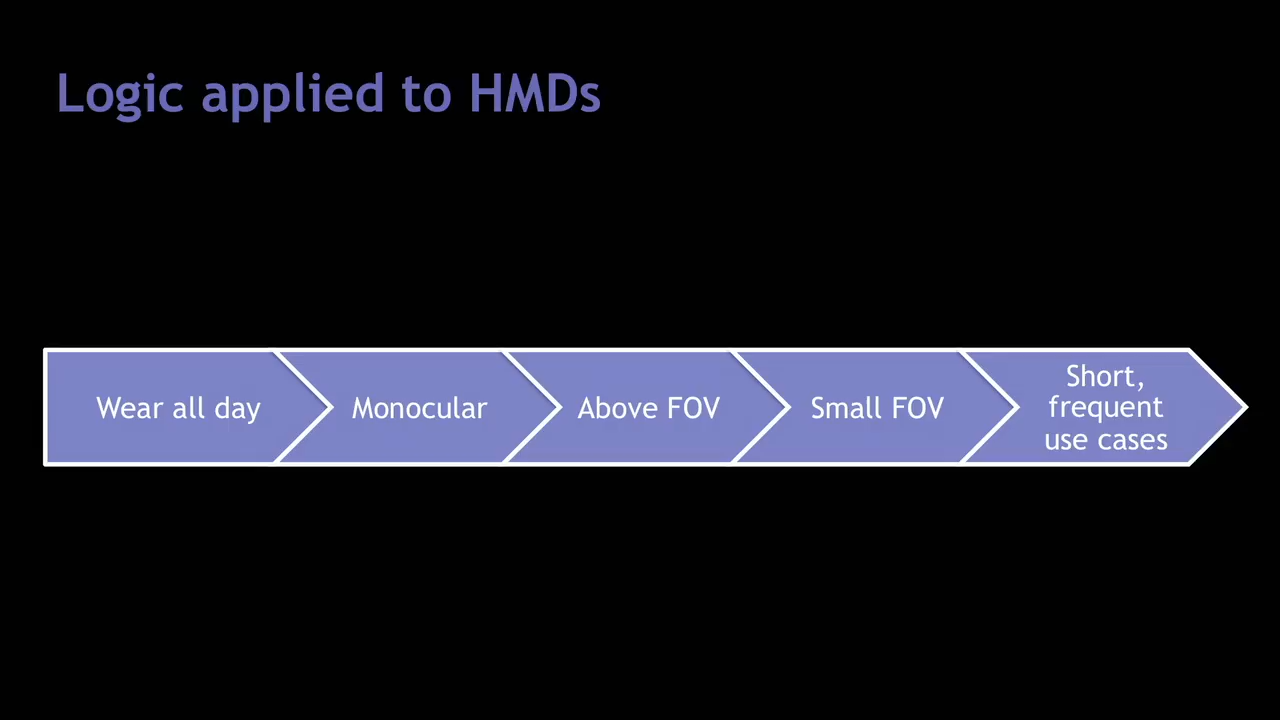 Logic applied to HMDs
Wear all day
Monocular
Above FOV
Small FOV
Short,
frequent
use cases